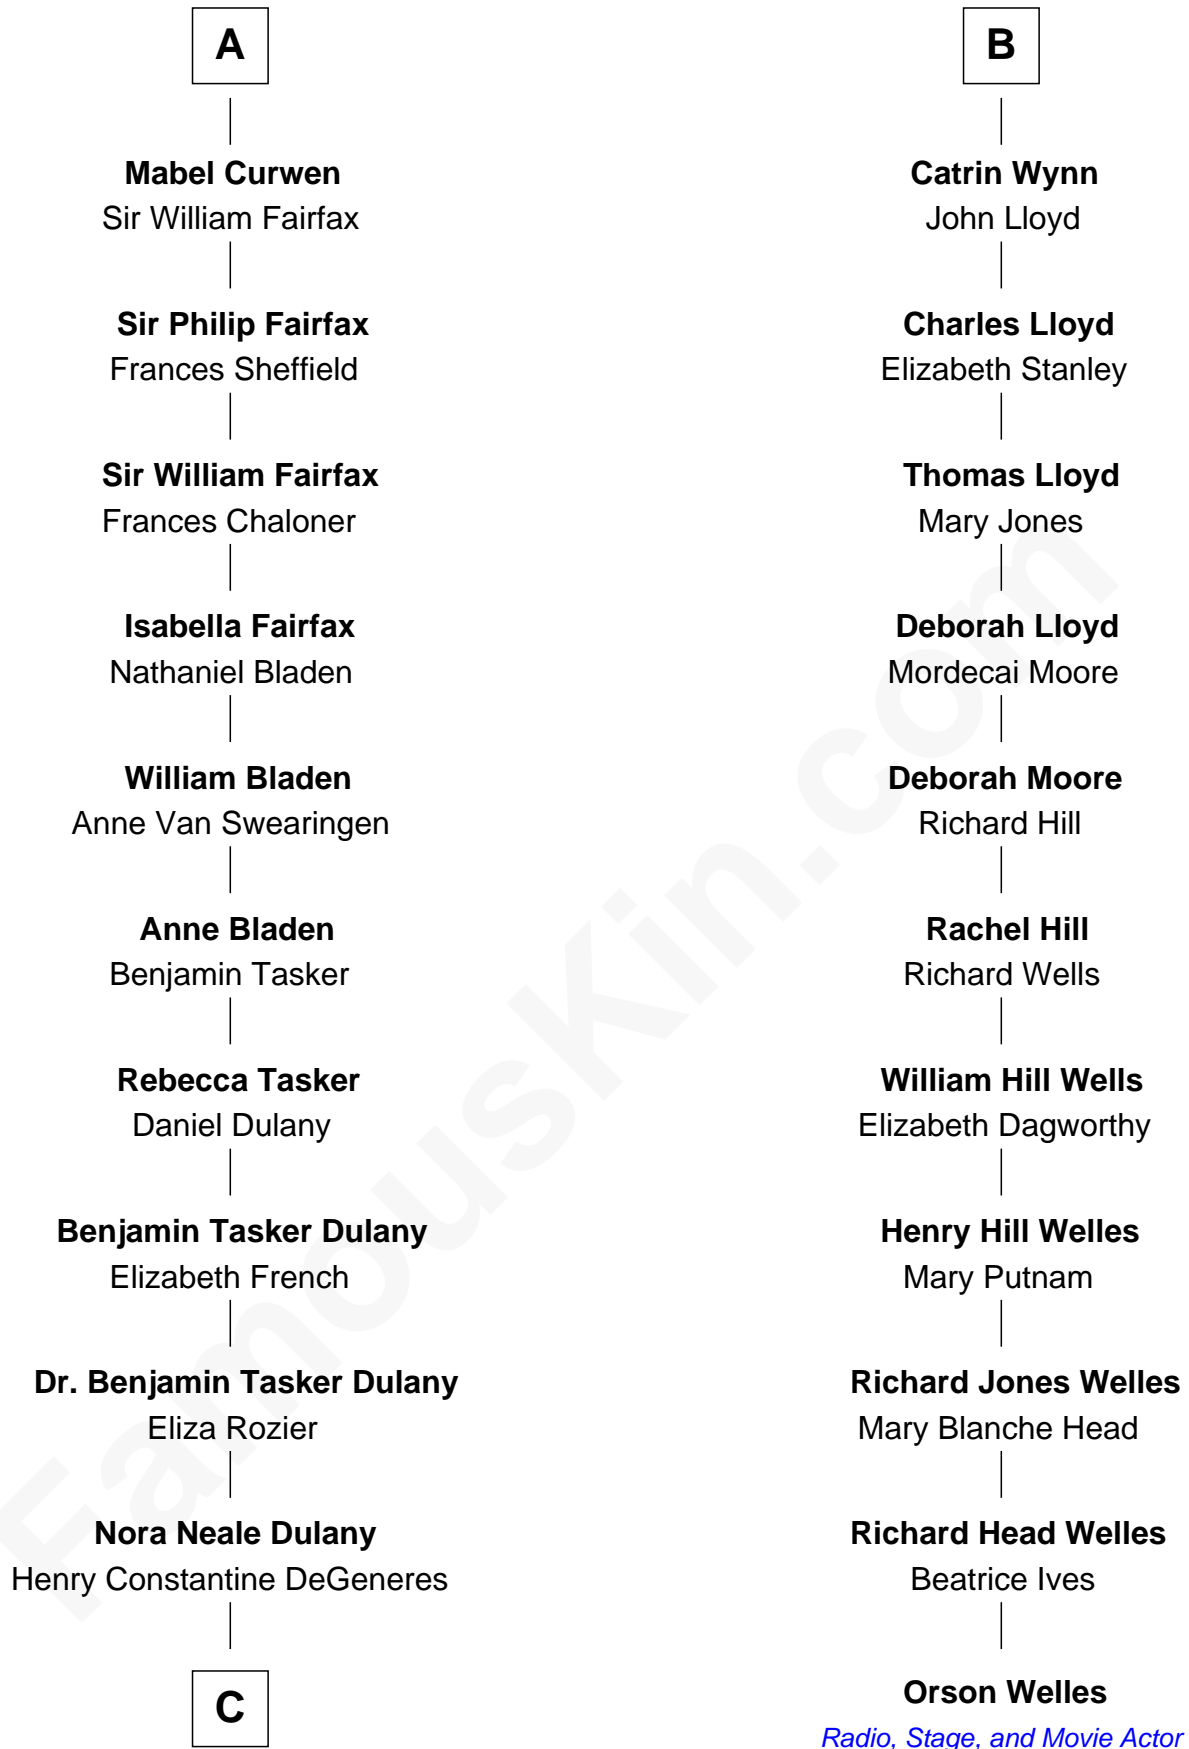 A
Mabel Curwen
Sir William Fairfax
Sir Philip Fairfax
Frances Sheffield
Sir William Fairfax
Frances Chaloner
Isabella Fairfax
Nathaniel Bladen
William Bladen
Anne Van Swearingen
Anne Bladen
Benjamin Tasker
Rebecca Tasker
Daniel Dulany
Benjamin Tasker Dulany
Elizabeth French
Dr. Benjamin Tasker Dulany
Eliza Rozier
Nora Neale Dulany
Henry Constantine DeGeneres
C
B
Catrin Wynn
John Lloyd
Charles Lloyd
Elizabeth Stanley
Thomas Lloyd
Mary Jones
Deborah Lloyd
Mordecai Moore
Deborah Moore
Richard Hill
Rachel Hill
Richard Wells
William Hill Wells
Elizabeth Dagworthy
Henry Hill Welles
Mary Putnam
Richard Jones Welles
Mary Blanche Head
Richard Head Welles
Beatrice Ives
Orson Welles
Radio, Stage, and Movie Actor
FamousKin.com